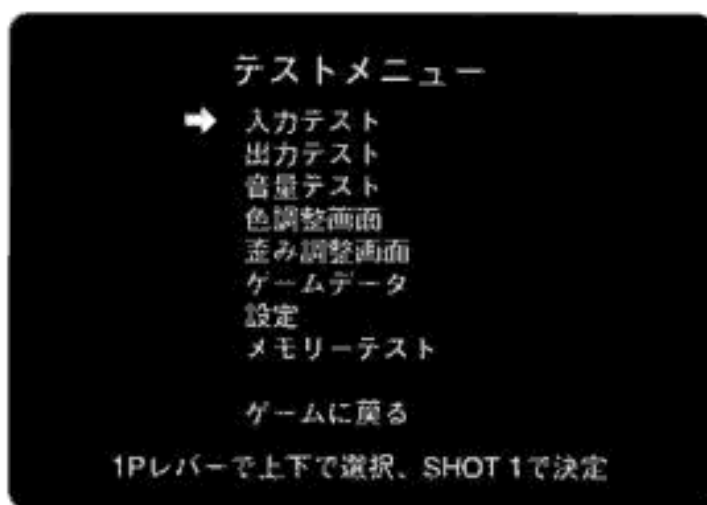 テストメニュー
入力テスト
出力テスト
音量テスト
色調整画面
歪み調整画面
ゲームデータ
設定
メモリーテスト
ゲームに戻る
1Pレバーで上下で選択、SHOT 1で決定